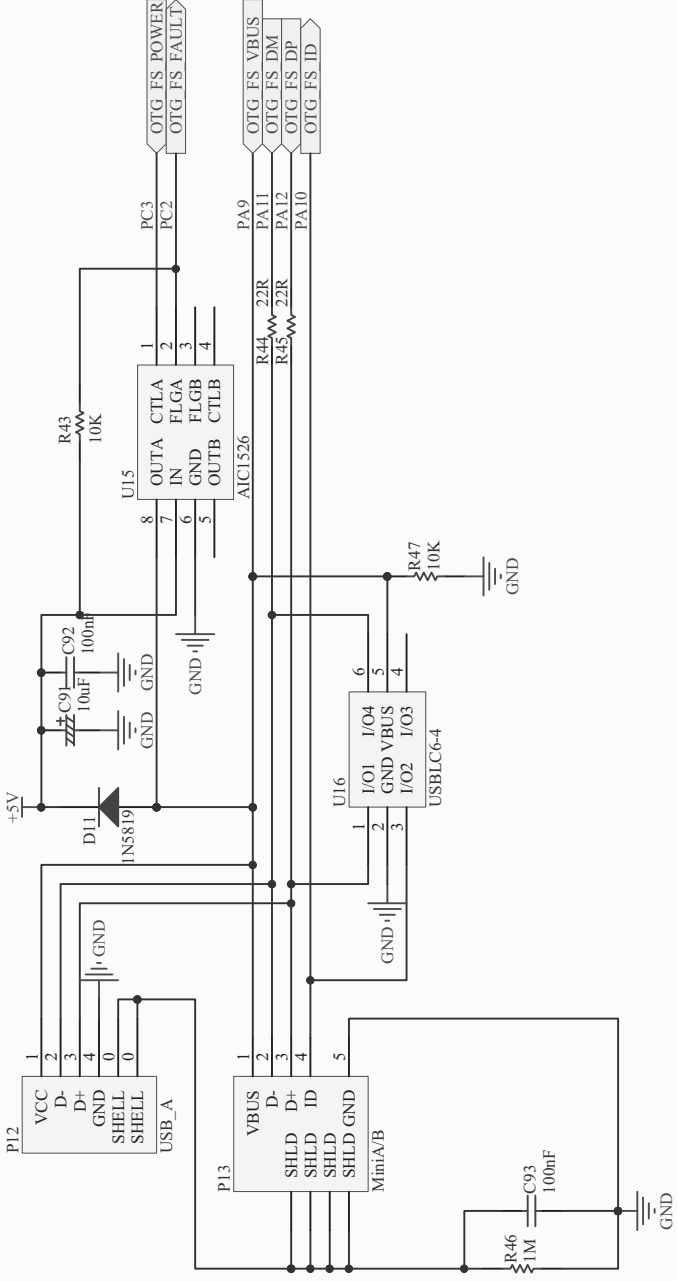 OTG_FS_POWER
OTG_FS_FAULT
OTG_FS_VBUS
OTG_FS_DM
OTG_FS_DP
OTG_FS_ID
PC3
PC2
PA9
PA11
PA12
PA10
R43
10K
R44
22R
R45
22R
U15
1 CTLA
2 FLGA
3 FLGB
4 CTLB
8 OUTA
7 IN
6 GND
5 OUTB
AIC1526
GND
R47
10K
GND
C92
100nF
GND
C91
+
10uF
GND
+5V
D11
1N5819
U16
6 I/O4
5 VBUS
4 I/O3
1 I/O1
2 GND
3 I/O2
USBLC6-4
GND
GND
P12
1 VCC
2 D-
3 D+
4 GND
0 SHELL
0 SHELL
USB_A
P13
1 VBUS
2 D-
3 D+
4 ID
5 GND
SHLD
SHLD
SHLD
SHLD
MiniA/B
C93
100nF
R46
1M
GND